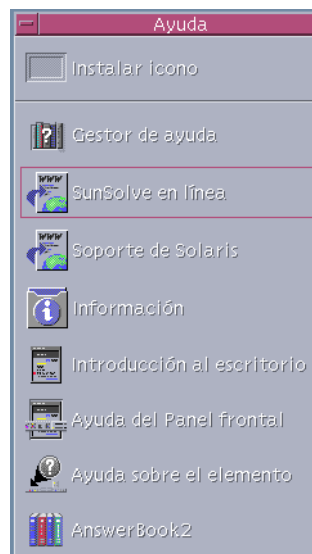 Ayuda
Instalar icono
Gestor de ayuda
SunSolve en línea
Soporte de Solaris
Información
Introducción al escritorio
Ayuda del Panel frontal
Ayuda sobre el elemento
AnswerBook2